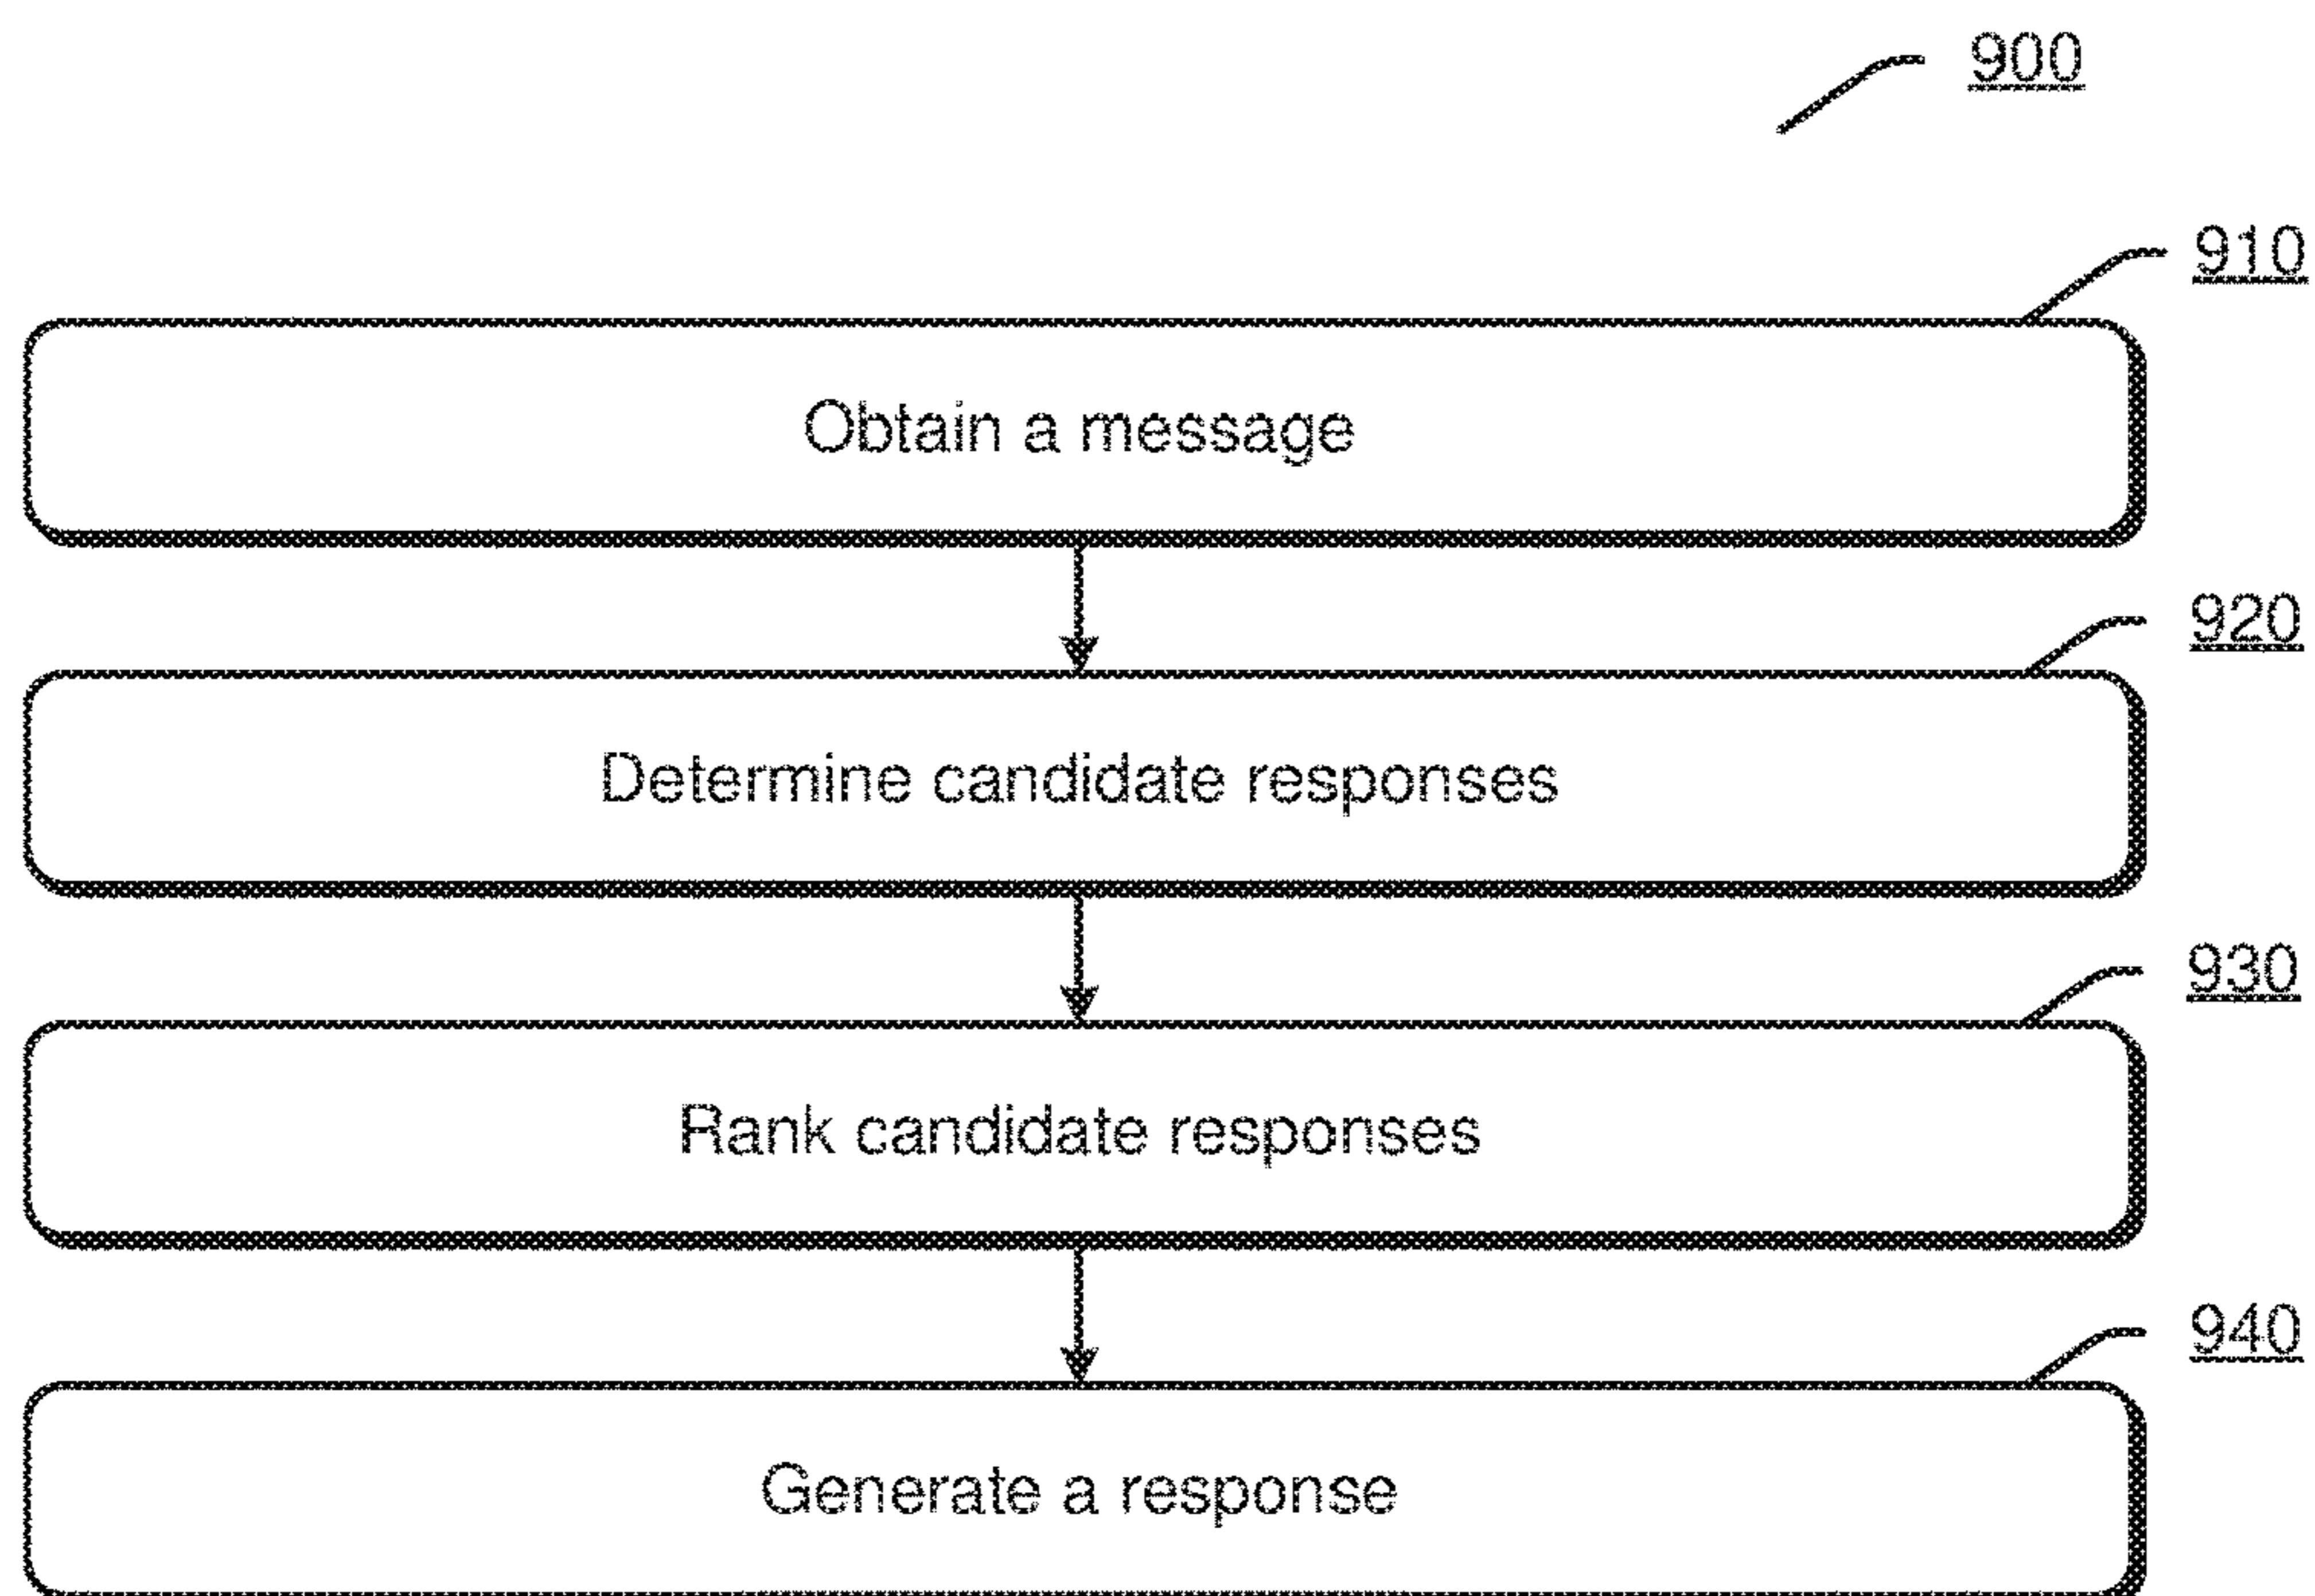 900
910
Obtain a message
920
Determine candidate responses
930
Rank candidate responses
940
Generate a response